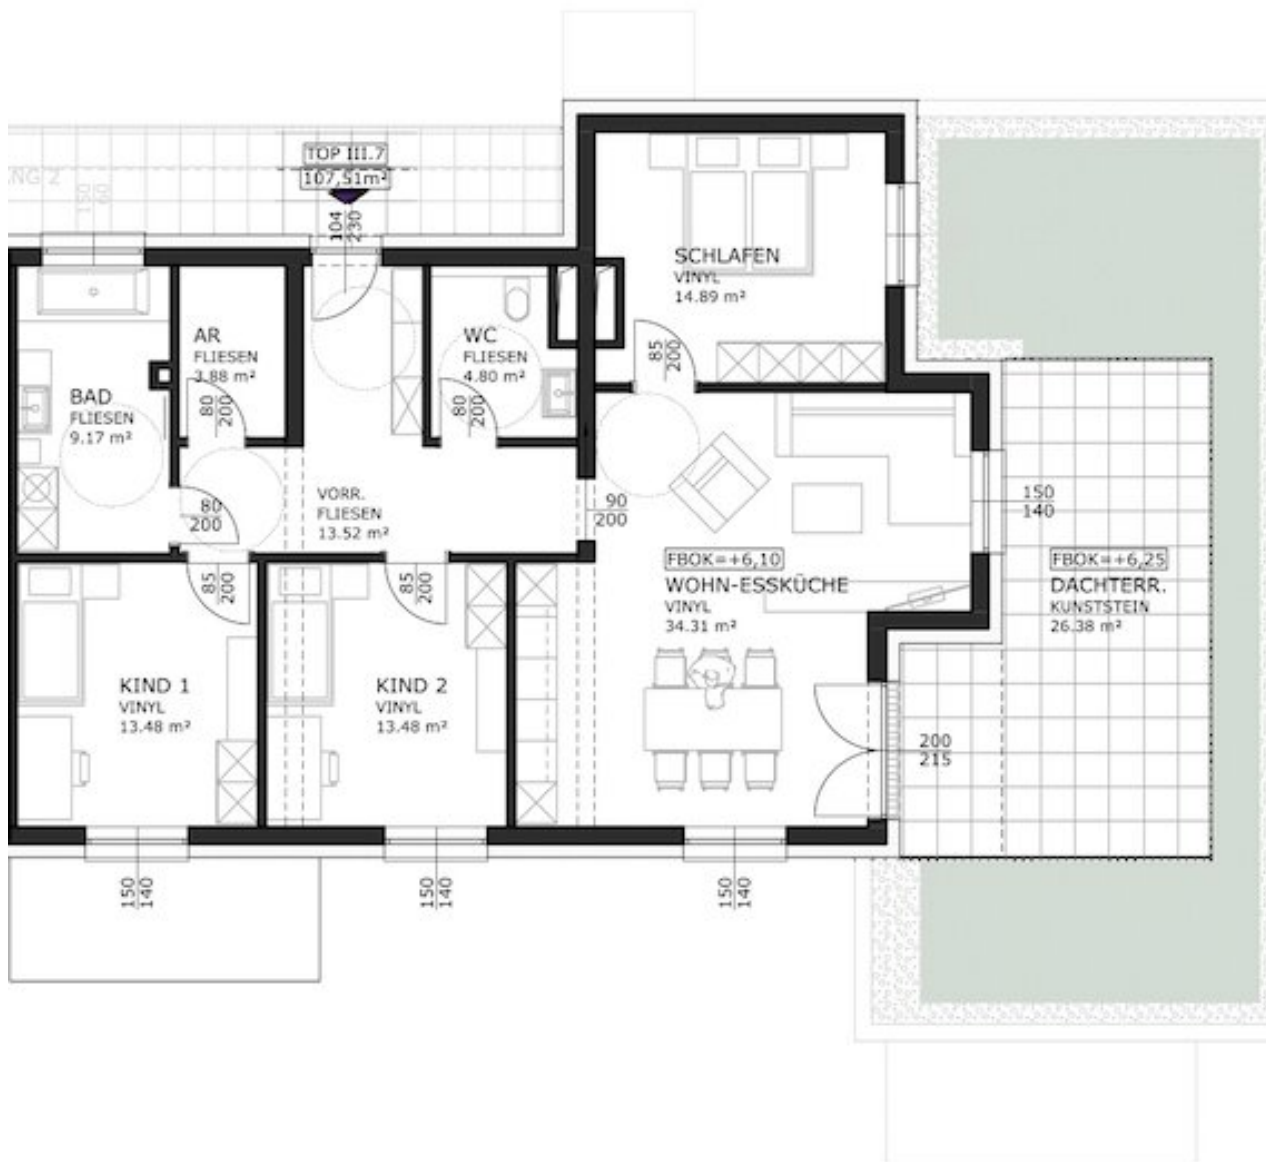 TOP III.7
107,51m²
NG 2
150
60
104
230
SCHLAFEN
VINYL
14.89 m²
AR
FLIESEN
3.88 m²
WC
FLIESEN
4.80 m²
85
200
BAD
FLIESEN
9.17 m²
80
200
80
200
VORR.
FLIESEN
13.52 m²
80
200
90
200
150
140
FBOK=+6,10
WOHN-ESSKÜCHE
VINYL
34.31 m²
FBOK=+6,25
DACHTERR.
KUNSTSTEIN
26.38 m²
85
200
85
200
KIND 1
VINYL
13.48 m²
KIND 2
VINYL
13.48 m²
200
215
150
140
150
140
150
140